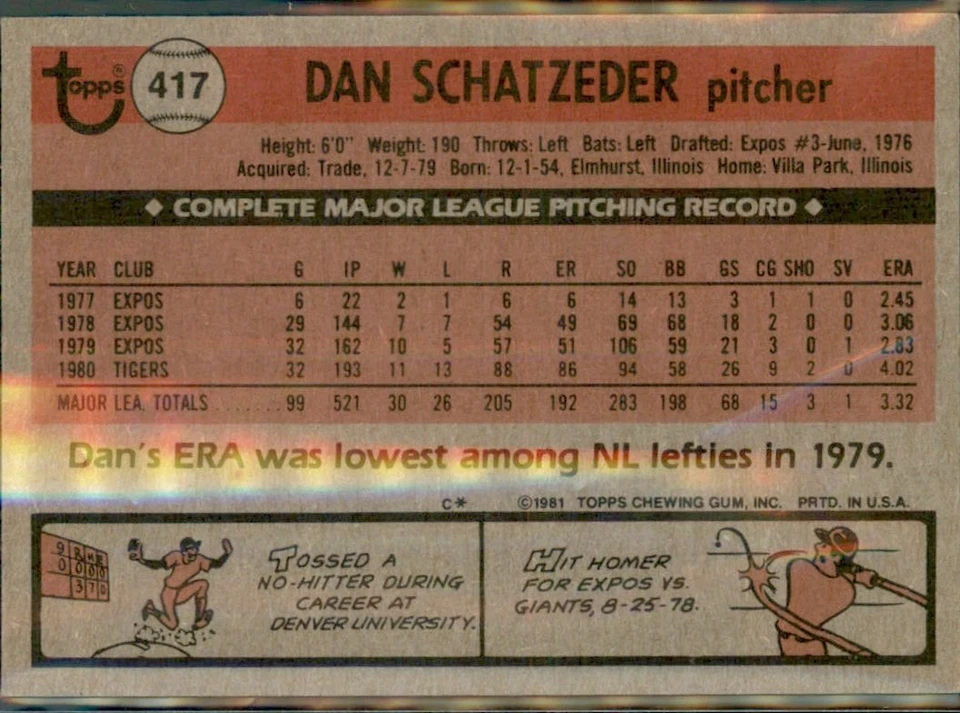 topps® 417 DAN SCHATZEDER pitcher
Height: 6'0" Weight: 190 Throws: Left Bats: Left Drafted: Expos #3-June, 1976
Acquired: Trade, 12-7-79 Born: 12-1-54, Elmhurst, Illinois Home: Villa Park, Illinois
◆ COMPLETE MAJOR LEAGUE PITCHING RECORD ◆
YEAR CLUB G IP W L R ER SO BB GS CG SHO SV ERA
1977 EXPOS 6 22 2 1 6 6 14 13 3 1 1 0 2.45
1978 EXPOS 29 144 7 7 54 49 69 68 18 2 0 0 3.06
1979 EXPOS 32 162 10 5 57 51 106 59 21 3 0 1 2.83
1980 TIGERS 32 193 11 13 88 86 94 58 26 9 2 0 4.02
MAJOR LEA. TOTALS ....... 99 521 30 26 205 192 283 198 68 15 3 1 3.32
Dan's ERA was lowest among NL lefties in 1979.
C* ©1981 TOPPS CHEWING GUM, INC. PRTD. IN U.S.A.
9 R H E
0 0 0 0
3 7 0
TOSSED A
NO-HITTER DURING
CAREER AT
DENVER UNIVERSITY.
HIT HOMER
FOR EXPOS VS.
GIANTS, 8-25-78.